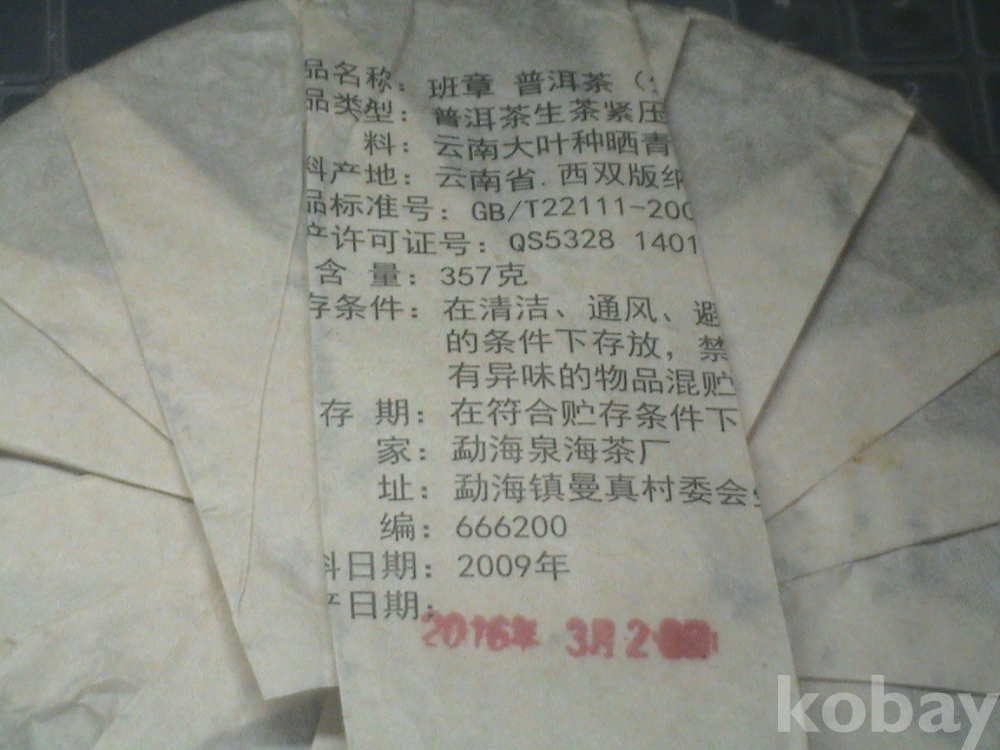 品名称：班章 普洱茶（
品类型：普洱茶生茶紧压
料：云南大叶种晒青
料产地：云南省.西双版纳
品标准号：GB/T22111-200
产许可证号：QS5328 1401
含 量：357克
存条件：在清洁、通风、避
的条件下存放，禁
有异味的物品混贮
存 期：在符合贮存条件下
家：勐海泉海茶厂
址：勐海镇曼真村委会
编：666200
料日期：2009年
产日期：
2016年 3月2
kobay